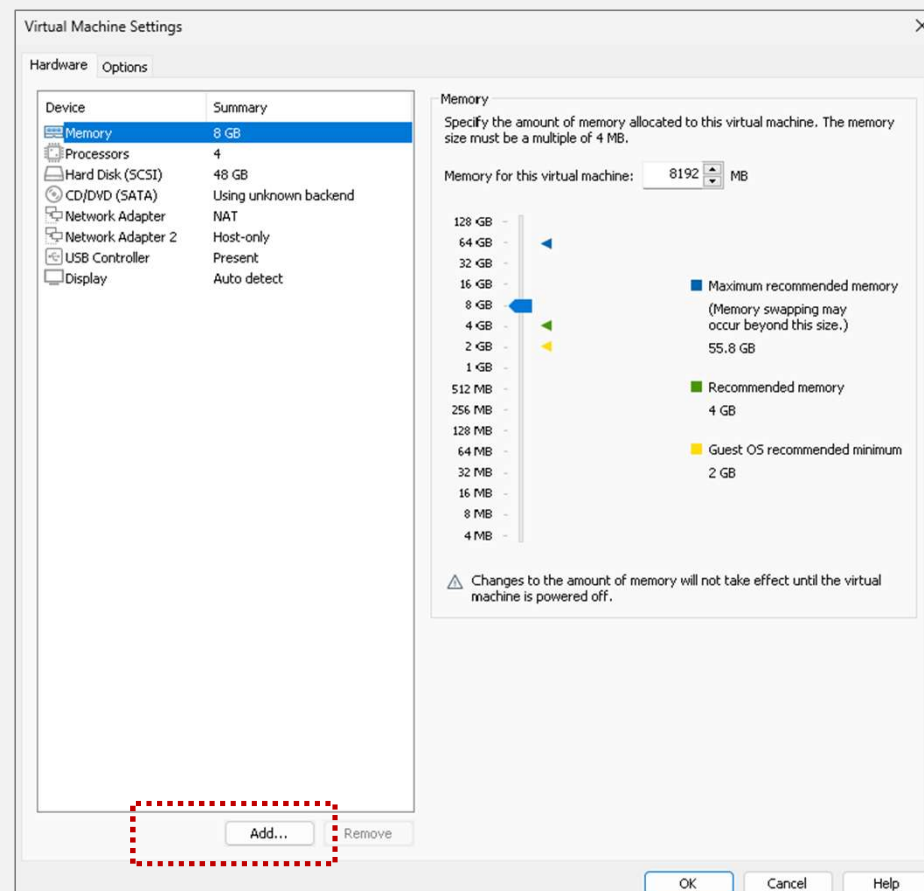 Virtual Machine Settings
Hardware Options
Device Summary
Memory 8 GB
Processors 4
Hard Disk (SCSI) 48 GB
CD/DVD (SATA) Using unknown backend
Network Adapter NAT
Network Adapter 2 Host-only
USB Controller Present
Display Auto detect
Add... Remove
Memory
Specify the amount of memory allocated to this virtual machine. The memory
size must be a multiple of 4 MB.
Memory for this virtual machine: 8192 MB
128 GB
64 GB
32 GB
16 GB
8 GB
4 GB
2 GB
1 GB
512 MB
256 MB
128 MB
64 MB
32 MB
16 MB
8 MB
4 MB
Maximum recommended memory
(Memory swapping may
occur beyond this size.)
55.8 GB
Recommended memory
4 GB
Guest OS recommended minimum
2 GB
Changes to the amount of memory will not take effect until the virtual
machine is powered off.
OK Cancel Help